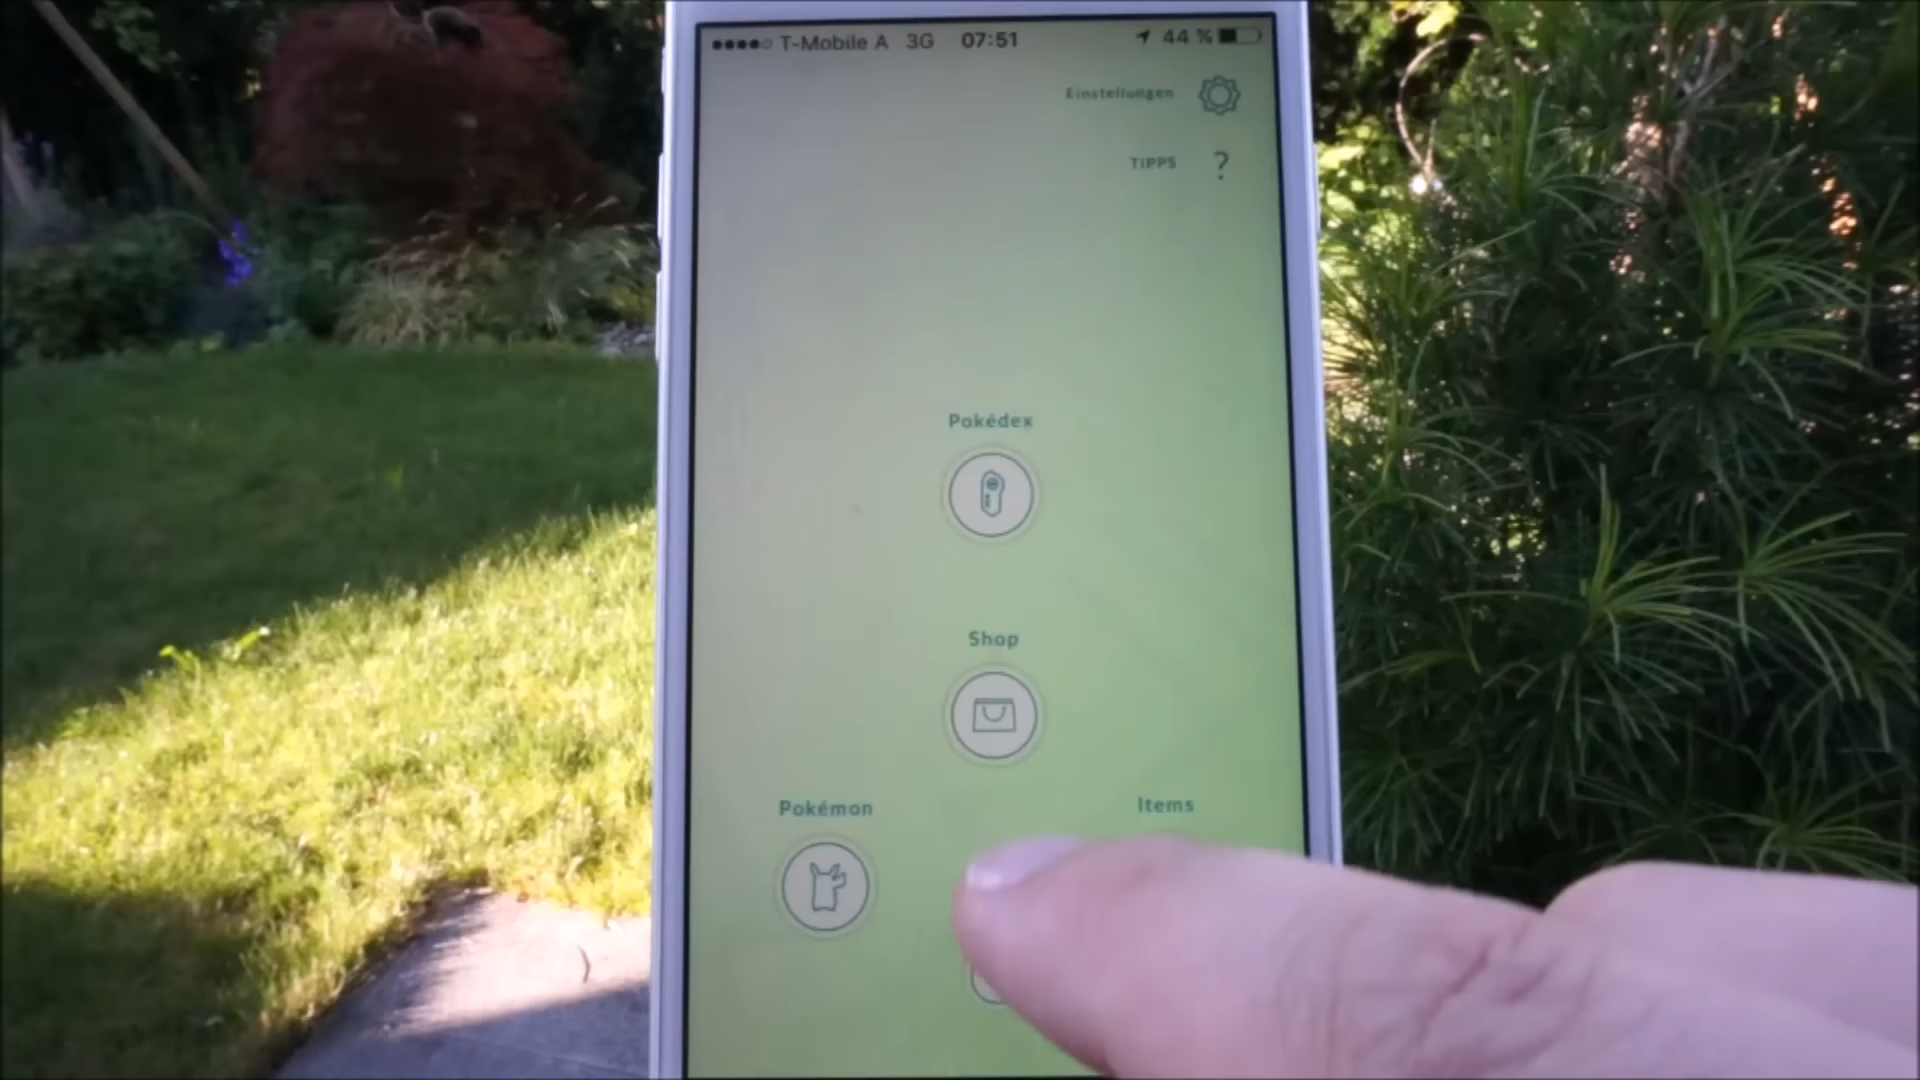 T-Mobile A 3G 07:51 44 %
Einstellungen
TIPPS ?
Pokédex
Shop
Pokémon
Items